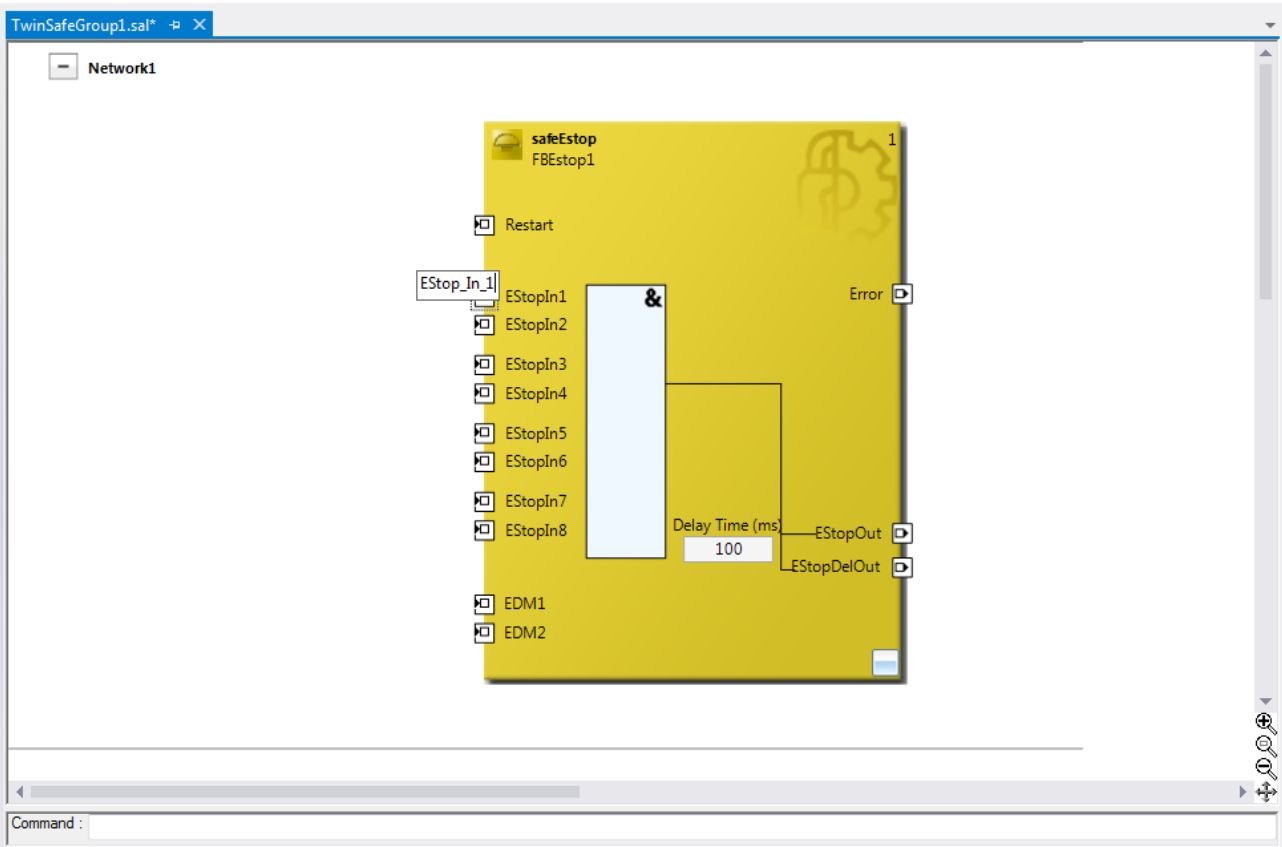 TwinSafeGroup1.sal*
Network1
safeEstop
1
FBEstop1
Restart
EStop_In_1
EStopIn1
&
Error
EStopIn2
EStopIn3
EStopIn4
EStopIn5
EStopIn6
EStopIn7
EStopIn8
Delay Time (ms)
100
EStopOut
EStopDelOut
EDM1
EDM2
Command :